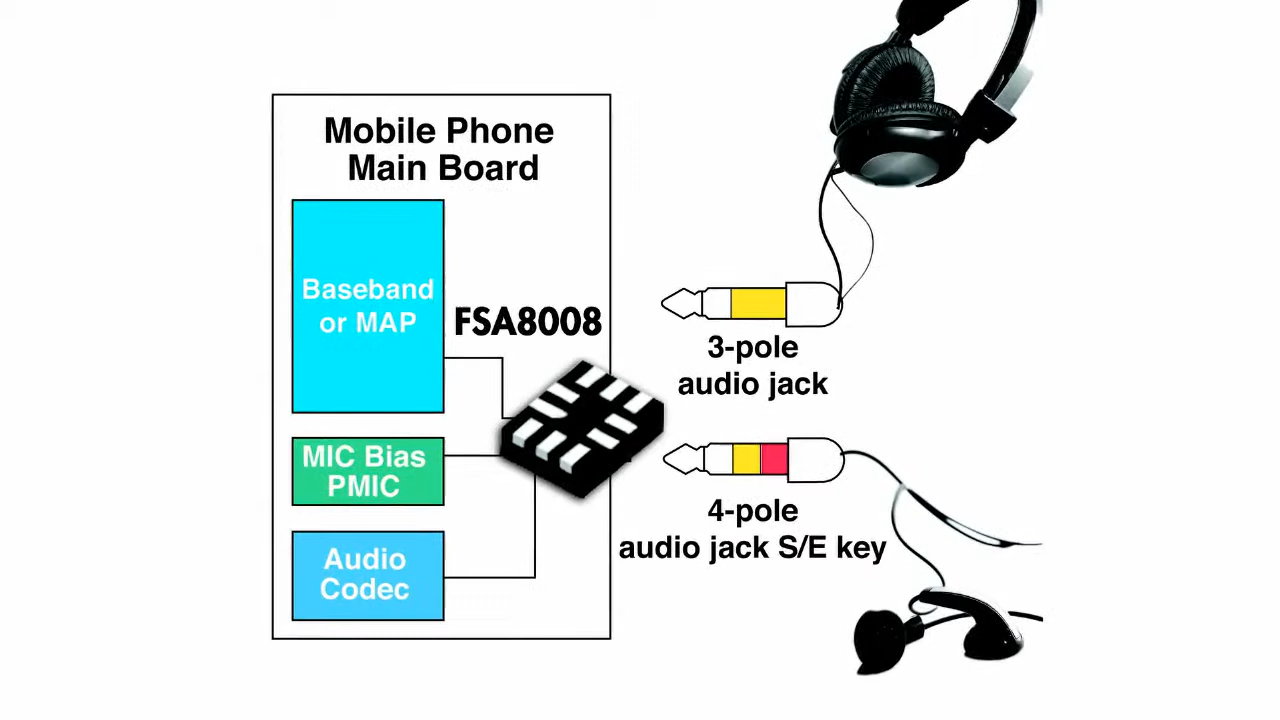 Mobile Phone
Main Board
Baseband
or MAP
FSA8008
MIC Bias
PMIC
Audio
Codec
3-pole
audio jack
4-pole
audio jack S/E key